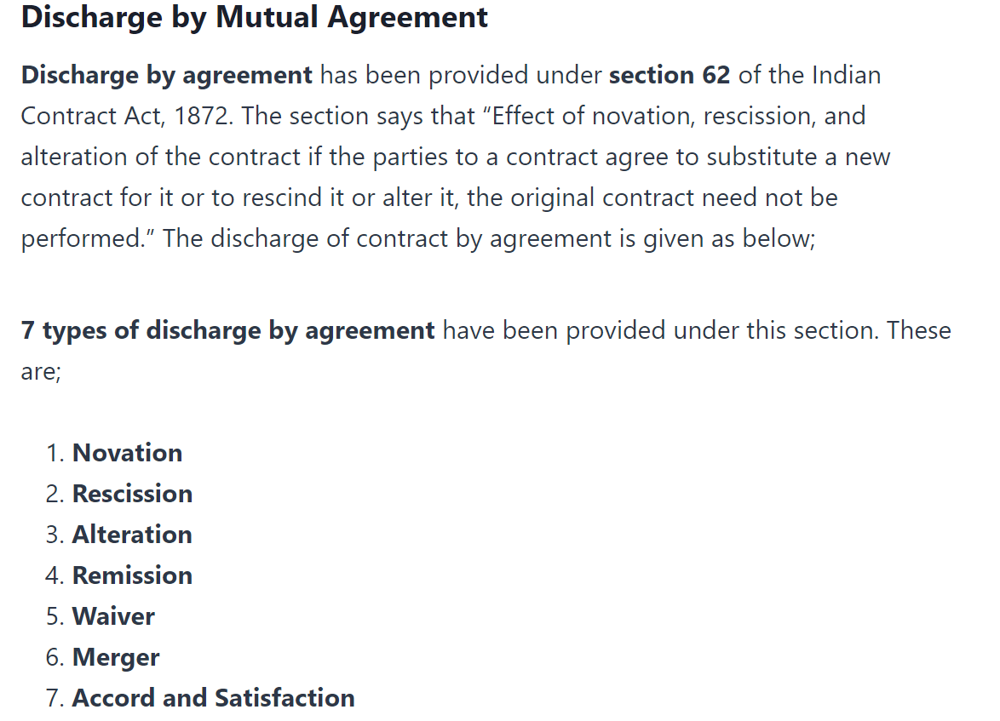 Discharge by Mutual Agreement
Discharge by agreement has been provided under section 62 of the Indian
Contract Act, 1872. The section says that “Effect of novation, rescission, and
alteration of the contract if the parties to a contract agree to substitute a new
contract for it or to rescind it or alter it, the original contract need not be
performed.” The discharge of contract by agreement is given as below;
7 types of discharge by agreement have been provided under this section. These
are;
1. Novation
2. Rescission
3. Alteration
4. Remission
5. Waiver
6. Merger
7. Accord and Satisfaction